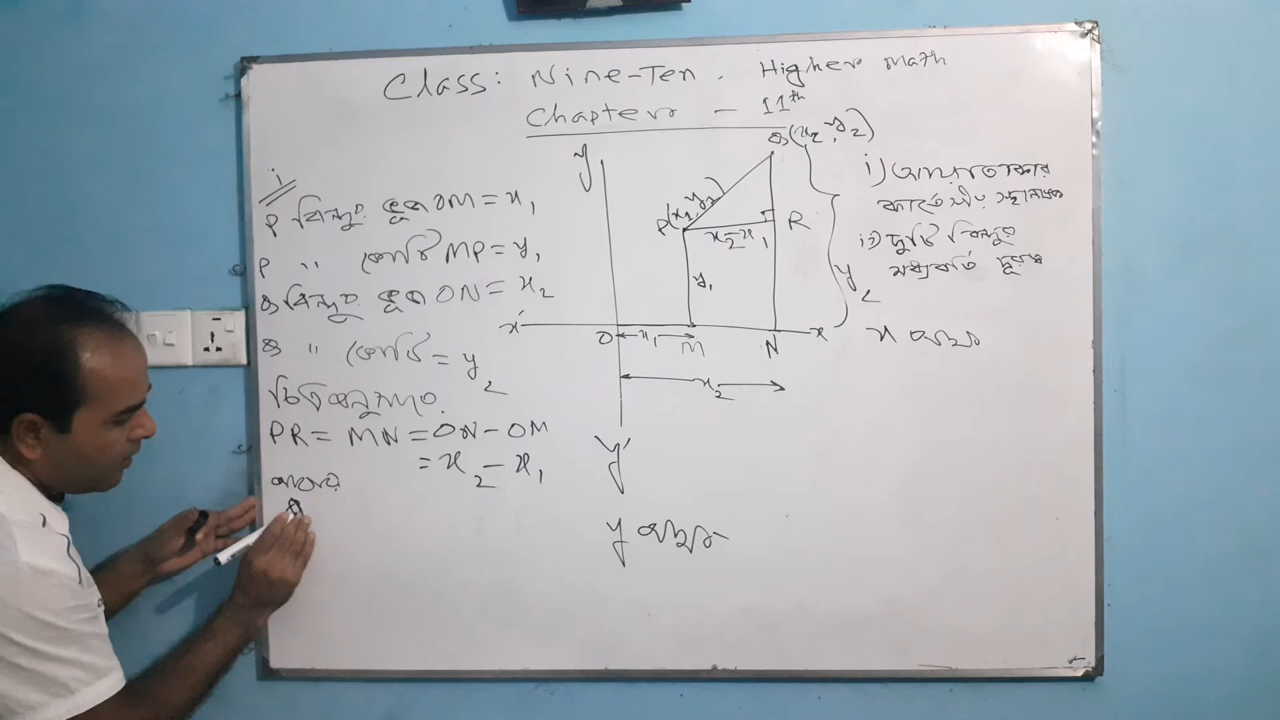 Class: Nine-Ten. Higher math
Chapter - 11th
i
P বিন্দুর ভূজ OM = x₁
P " কোটি MP = y₁
Q বিন্দুর ভূজ ON = x₂
Q " কোটি = y₂
চিত্র অনুসারে.
PR = MN = ON - OM
= x₂ - x₁
আবার
y
Q(x₂, y₂)
P(x₁, y₁)
x₂-x₁
R
y₁
y₂
x'
O
x₁
M
N
x
x₂
y'
y অক্ষ
i) আয়তাকার
কার্তেসীয় স্থানাঙ্ক
ii) দুটি বিন্দুর
মধ্যবর্তি দূরত্ব
x অক্ষ